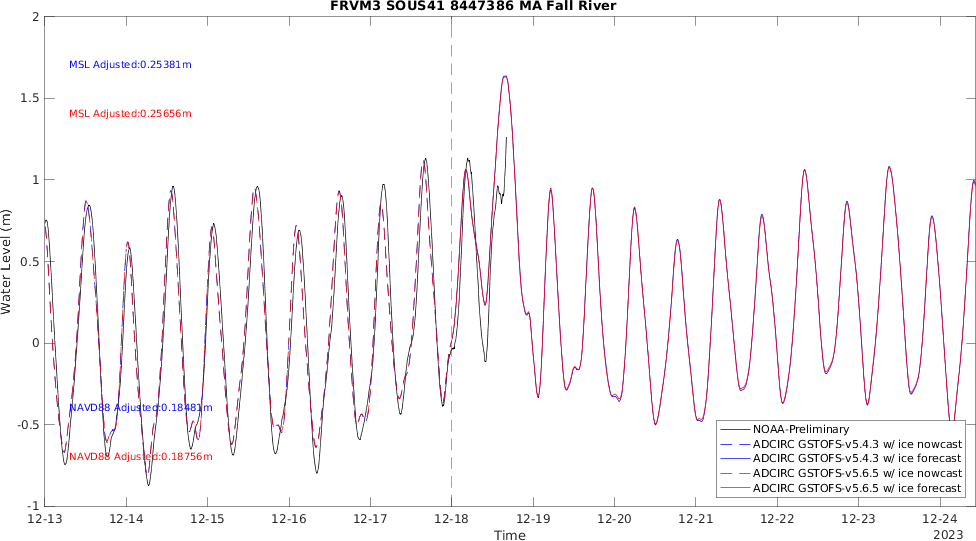 FRVM3 SOUS41 8447386 MA Fall River
2
1.5
1
0.5
0
-0.5
-1
Water Level (m)
MSL Adjusted:0.25381m
MSL Adjusted:0.25656m
NAVD88 Adjusted:0.18481m
NAVD88 Adjusted:0.18756m
NOAA-Preliminary
ADCIRC GSTOFS-v5.4.3 w/ ice nowcast
ADCIRC GSTOFS-v5.4.3 w/ ice forecast
ADCIRC GSTOFS-v5.6.5 w/ ice nowcast
ADCIRC GSTOFS-v5.6.5 w/ ice forecast
12-13 12-14 12-15 12-16 12-17 12-18 12-19 12-20 12-21 12-22 12-23 12-24
Time
2023